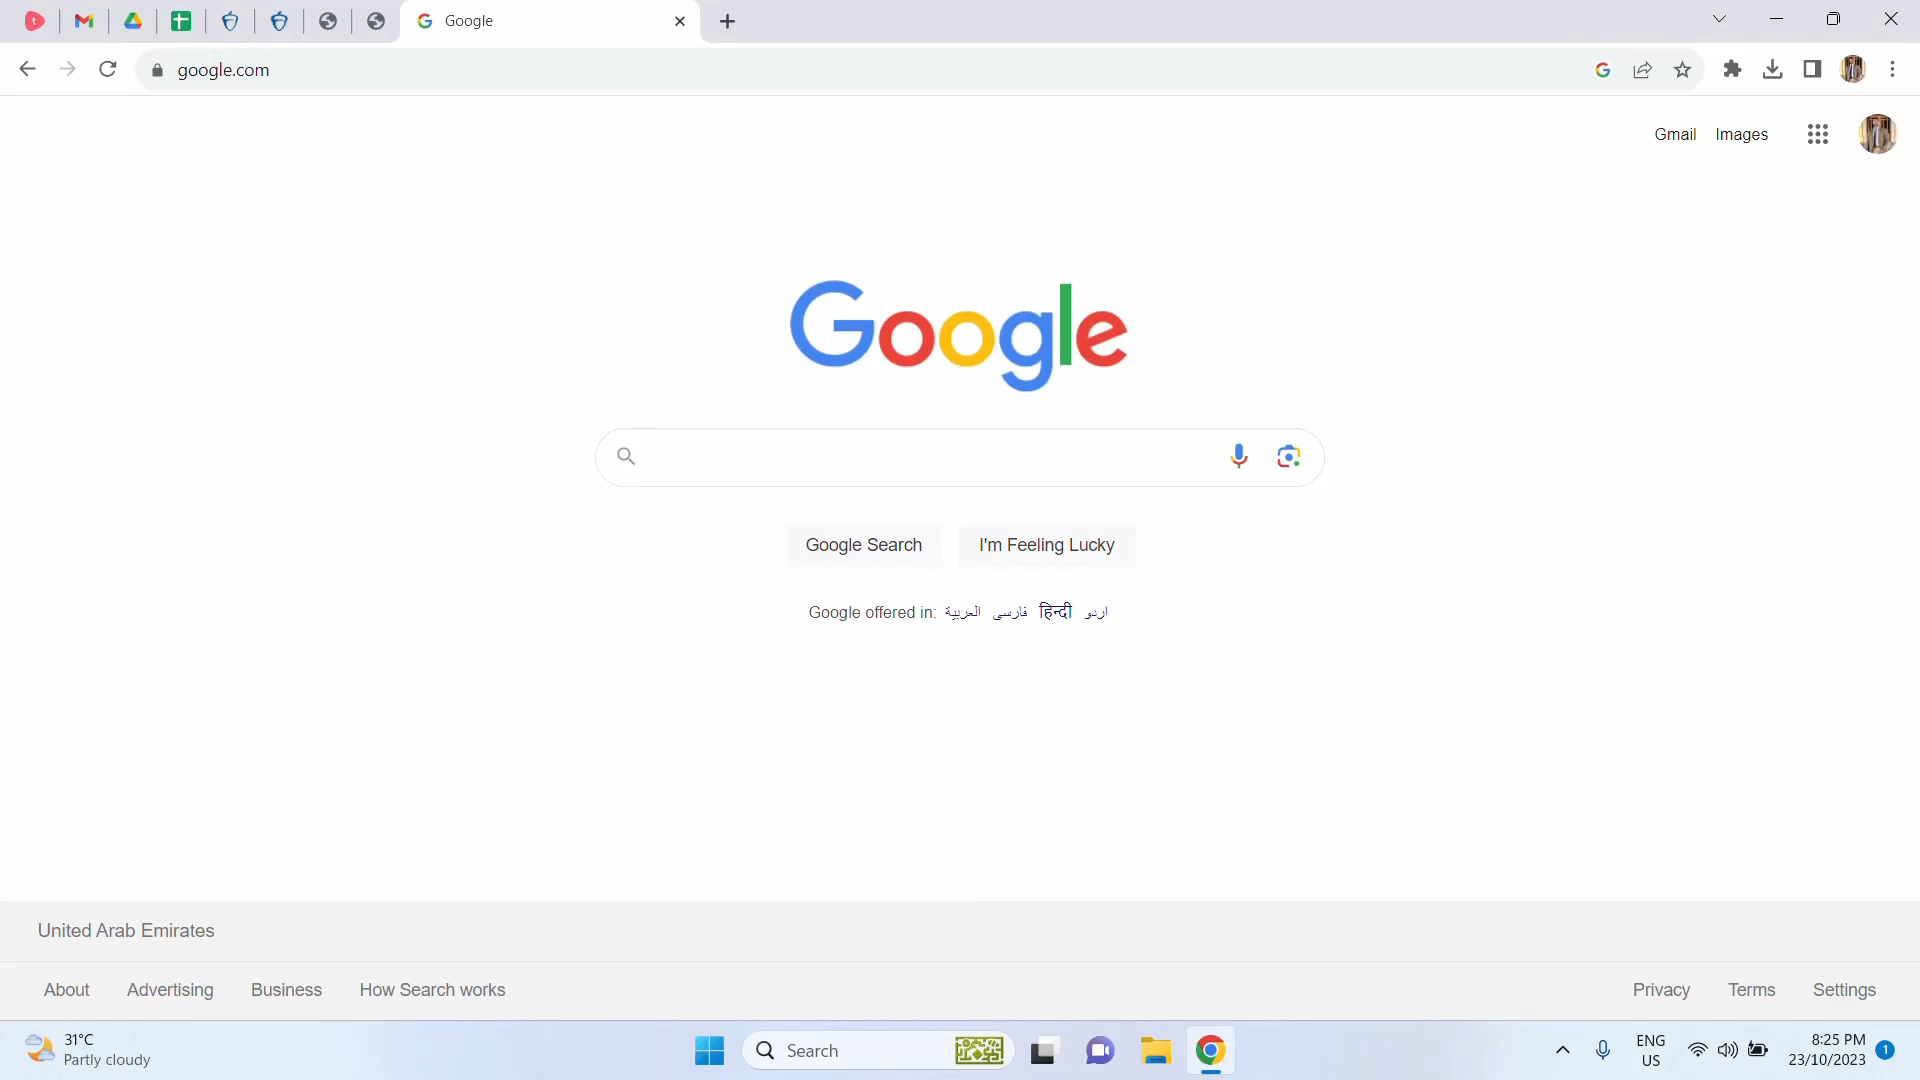 Google
google.com
Gmail Images
Google
Google Search I'm Feeling Lucky
Google offered in: العربية فارسی हिन्दी اردو
United Arab Emirates
About Advertising Business How Search works Privacy Terms Settings
31°C
Partly cloudy
Search
ENG
US
8:25 PM
23/10/2023
1